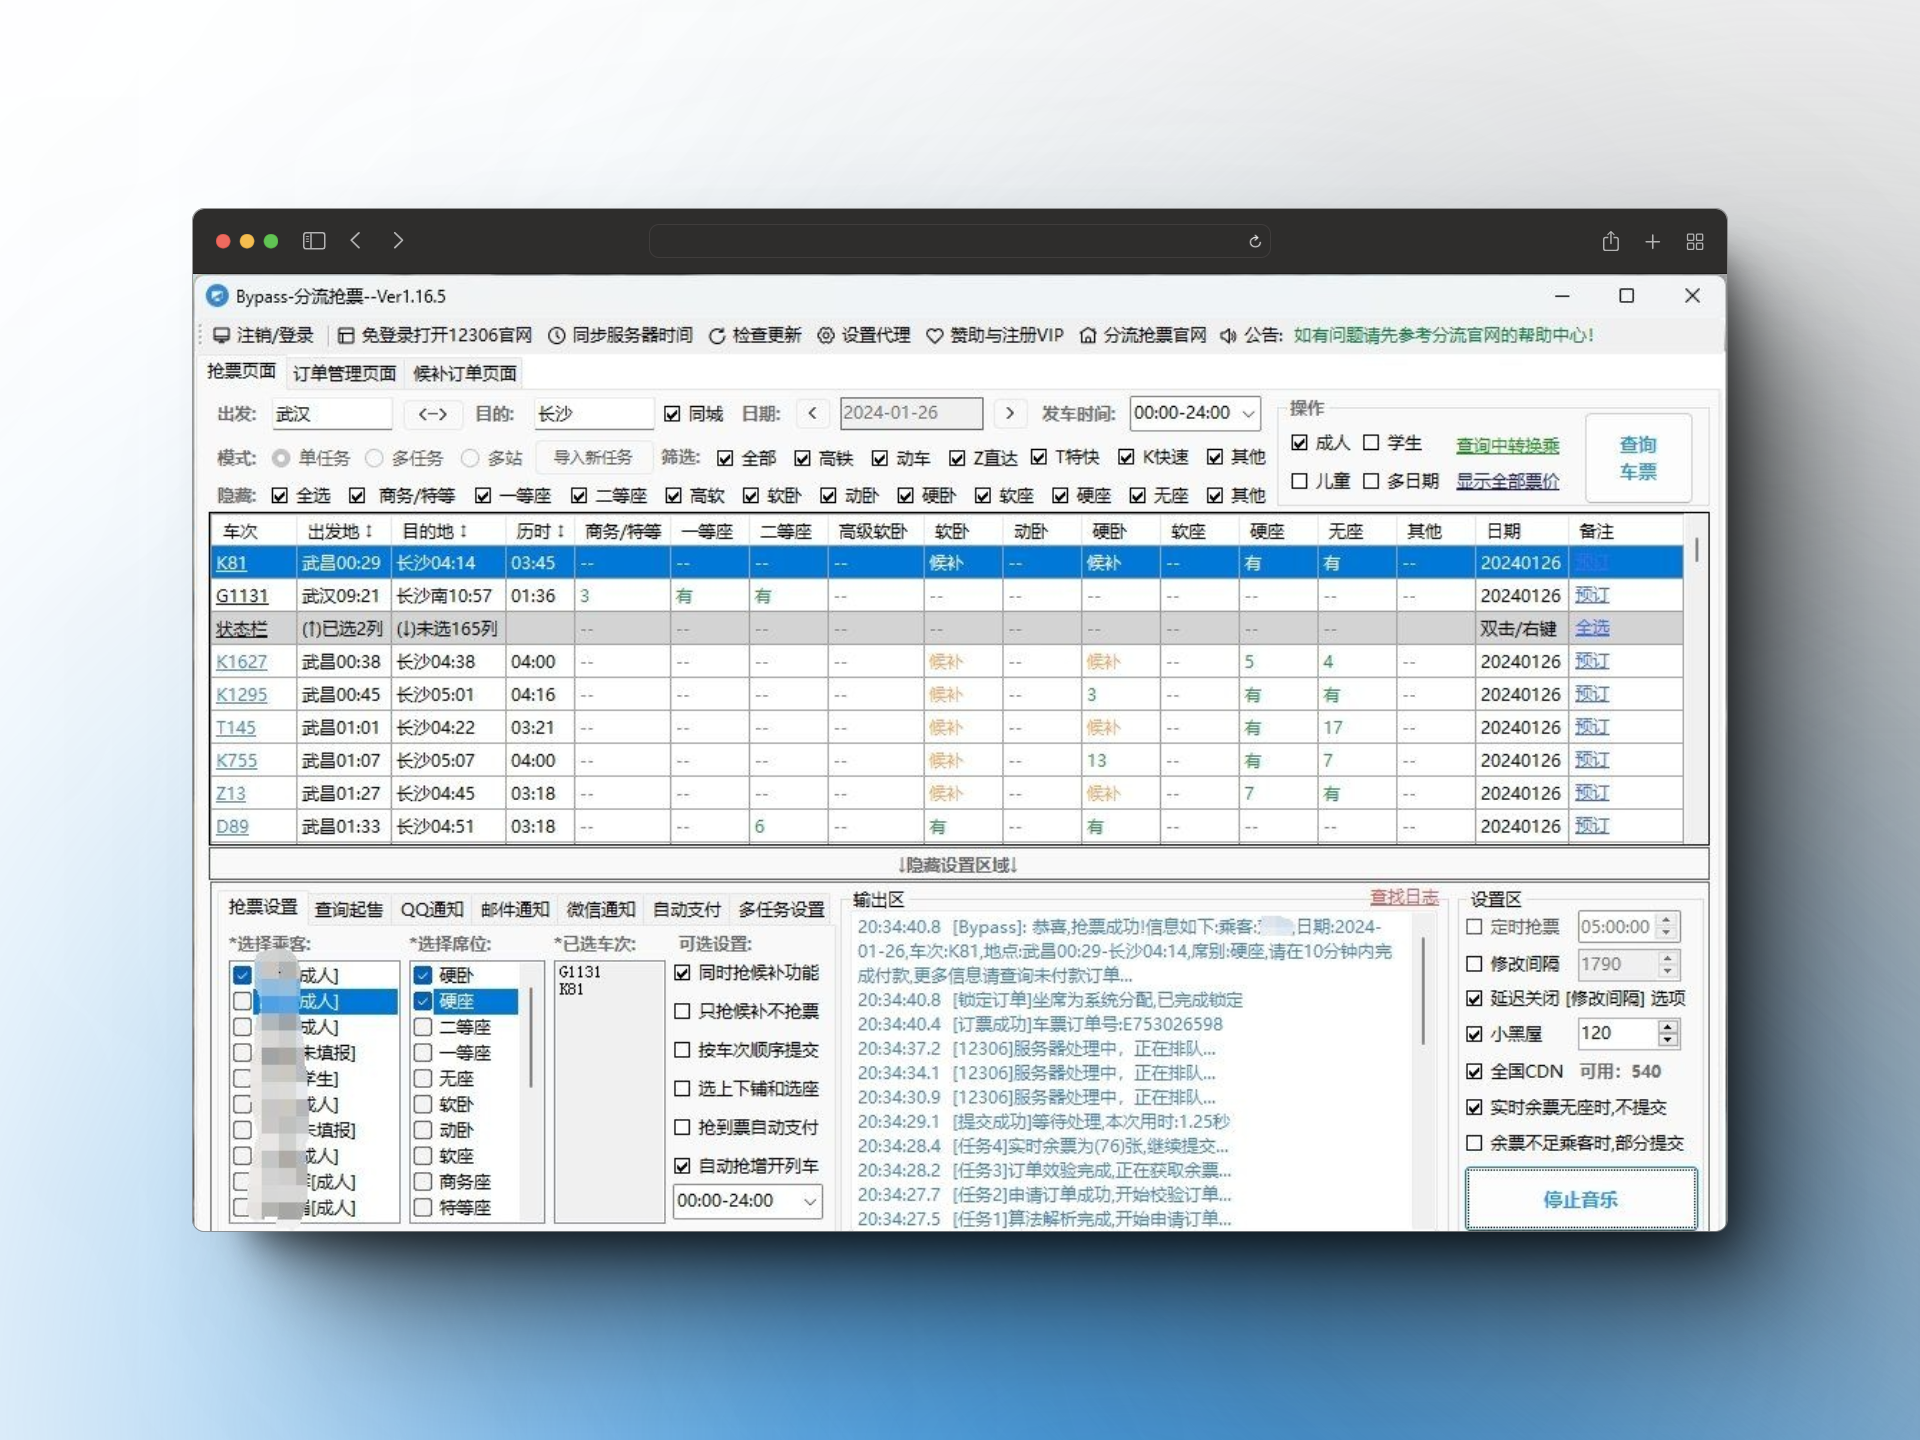 Bypass-分流抢票--Ver1.16.5
注销/登录 免登录打开12306官网 同步服务器时间 检查更新 设置代理 赞助与注册VIP 分流抢票官网 公告: 如有问题请先参考分流官网的帮助中心!
抢票页面 订单管理页面 候补订单页面
出发: 武汉 <--> 目的: 长沙 同城 日期: < 2024-01-26 > 发车时间: 00:00-24:00 操作
成人 学生 查询中转换乘 查询
模式: 单任务 多任务 多站 导入新任务 筛选: 全部 高铁 动车 Z直达 T特快 K快速 其他
儿童 多日期 显示全部票价 车票
隐藏: 全选 商务/特等 一等座 二等座 高软 软卧 动卧 硬卧 软座 硬座 无座 其他
车次 出发地↕ 目的地↕ 历时↕ 商务/特等 一等座 二等座 高级软卧 软卧 动卧 硬卧 软座 硬座 无座 其他 日期 备注
K81 武昌00:29 长沙04:14 03:45 -- -- -- -- 候补 -- 候补 -- 有 有 -- 20240126 预订
G1131 武汉09:21 长沙南10:57 01:36 3 有 有 -- -- -- -- -- -- -- -- 20240126 预订
状态栏 (↑)已选2列 (↓)未选165列 -- -- -- -- -- -- -- -- -- -- 双击/右键 全选
K1627 武昌00:38 长沙04:38 04:00 -- -- -- -- 候补 -- 候补 -- 5 4 -- 20240126 预订
K1295 武昌00:45 长沙05:01 04:16 -- -- -- -- 候补 -- 3 -- 有 有 -- 20240126 预订
T145 武昌01:01 长沙04:22 03:21 -- -- -- -- 候补 -- 候补 -- 有 17 -- 20240126 预订
K755 武昌01:07 长沙05:07 04:00 -- -- -- -- 候补 -- 13 -- 有 7 -- 20240126 预订
Z13 武昌01:27 长沙04:45 03:18 -- -- -- -- 候补 -- 候补 -- 7 有 -- 20240126 预订
D89 武昌01:33 长沙04:51 03:18 -- -- 6 -- 有 -- 有 -- -- -- -- 20240126 预订
↓隐藏设置区域↓
抢票设置 查询起售 QQ通知 邮件通知 微信通知 自动支付 多任务设置
*选择乘客:
成人]
成人]
成人]
未填报]
学生]
成人]
未填报]
成人]
[成人]
[成人]
*选择席位:
硬卧
硬座
二等座
一等座
无座
软卧
动卧
软座
商务座
特等座
*已选车次:
G1131
K81
可选设置:
同时抢候补功能
只抢候补不抢票
按车次顺序提交
选上下铺和选座
抢到票自动支付
自动抢增开列车
00:00-24:00
输出区 查找日志
20:34:40.8 [Bypass]: 恭喜,抢票成功!信息如下:乘客: ,日期:2024-
01-26,车次:K81,地点:武昌00:29-长沙04:14,席别:硬座,请在10分钟内完
成付款,更多信息请查询未付款订单...
20:34:40.8 [锁定订单]坐席为系统分配,已完成锁定
20:34:40.4 [订票成功]车票订单号:E753026598
20:34:37.2 [12306]服务器处理中，正在排队...
20:34:34.1 [12306]服务器处理中，正在排队...
20:34:30.9 [12306]服务器处理中，正在排队...
20:34:29.1 [提交成功]等待处理,本次用时:1.25秒
20:34:28.4 [任务4]实时余票为(76)张,继续提交...
20:34:28.2 [任务3]订单效验完成,正在获取余票...
20:34:27.7 [任务2]申请订单成功,开始校验订单...
20:34:27.5 [任务1]算法解析完成,开始申请订单...
设置区
定时抢票 05:00:00
修改间隔 1790
延迟关闭 [修改间隔] 选项
小黑屋 120
全国CDN 可用：540
实时余票无座时,不提交
余票不足乘客时,部分提交
停止音乐